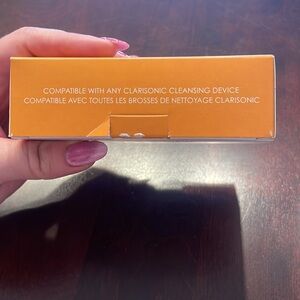 COMPATIBLE WITH ANY CLARISONIC CLEANSING DEVICE
COMPATIBLE AVEC TOUTES LES BROSSES DE NETTOYAGE CLARISONIC